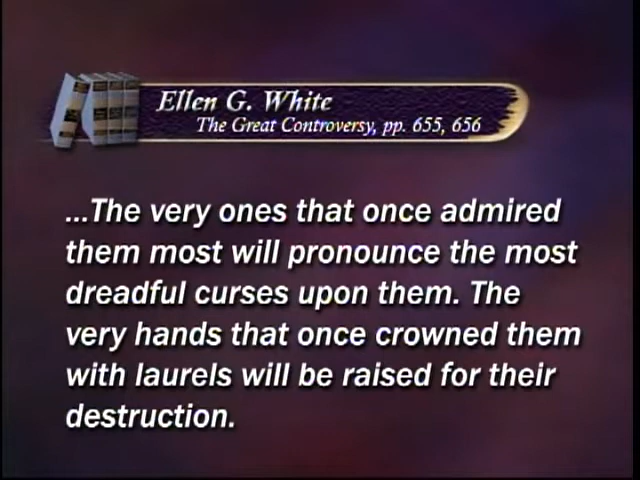 Ellen G. White
The Great Controversy, pp. 655, 656
...The very ones that once admired
them most will pronounce the most
dreadful curses upon them. The
very hands that once crowned them
with laurels will be raised for their
destruction.